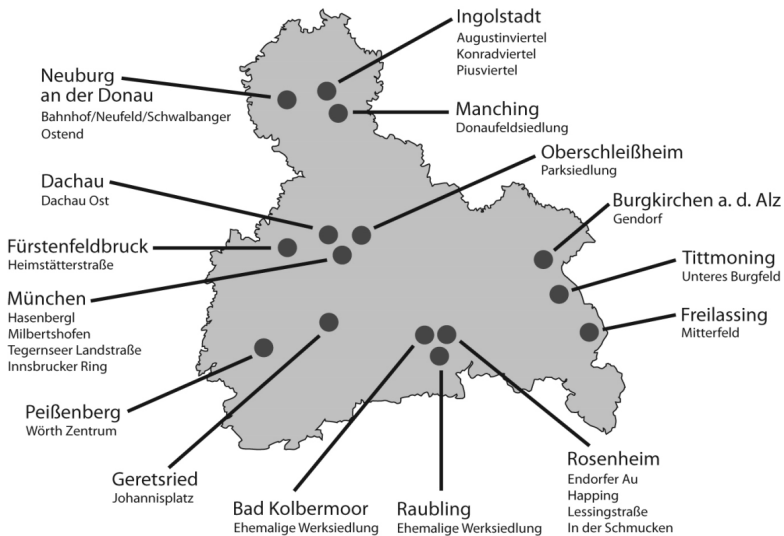 Ingolstadt
Augustinviertel
Konradviertel
Piusviertel
Neuburg
an der Donau
Bahnhof/Neufeld/Schwalbanger
Ostend
Manching
Donaufeldsiedlung
Oberschleißheim
Parksiedlung
Dachau
Dachau Ost
Burgkirchen a. d. Alz
Gendorf
Fürstenfeldbruck
Heimstätterstraße
Tittmoning
Unteres Burgfeld
München
Hasenbergl
Milbertshofen
Tegernseer Landstraße
Innsbrucker Ring
Freilassing
Mitterfeld
Peißenberg
Wörth Zentrum
Geretsried
Johannisplatz
Bad Kolbermoor
Ehemalige Werksiedlung
Raubling
Ehemalige Werksiedlung
Rosenheim
Endorfer Au
Happing
Lessingstraße
In der Schmucken